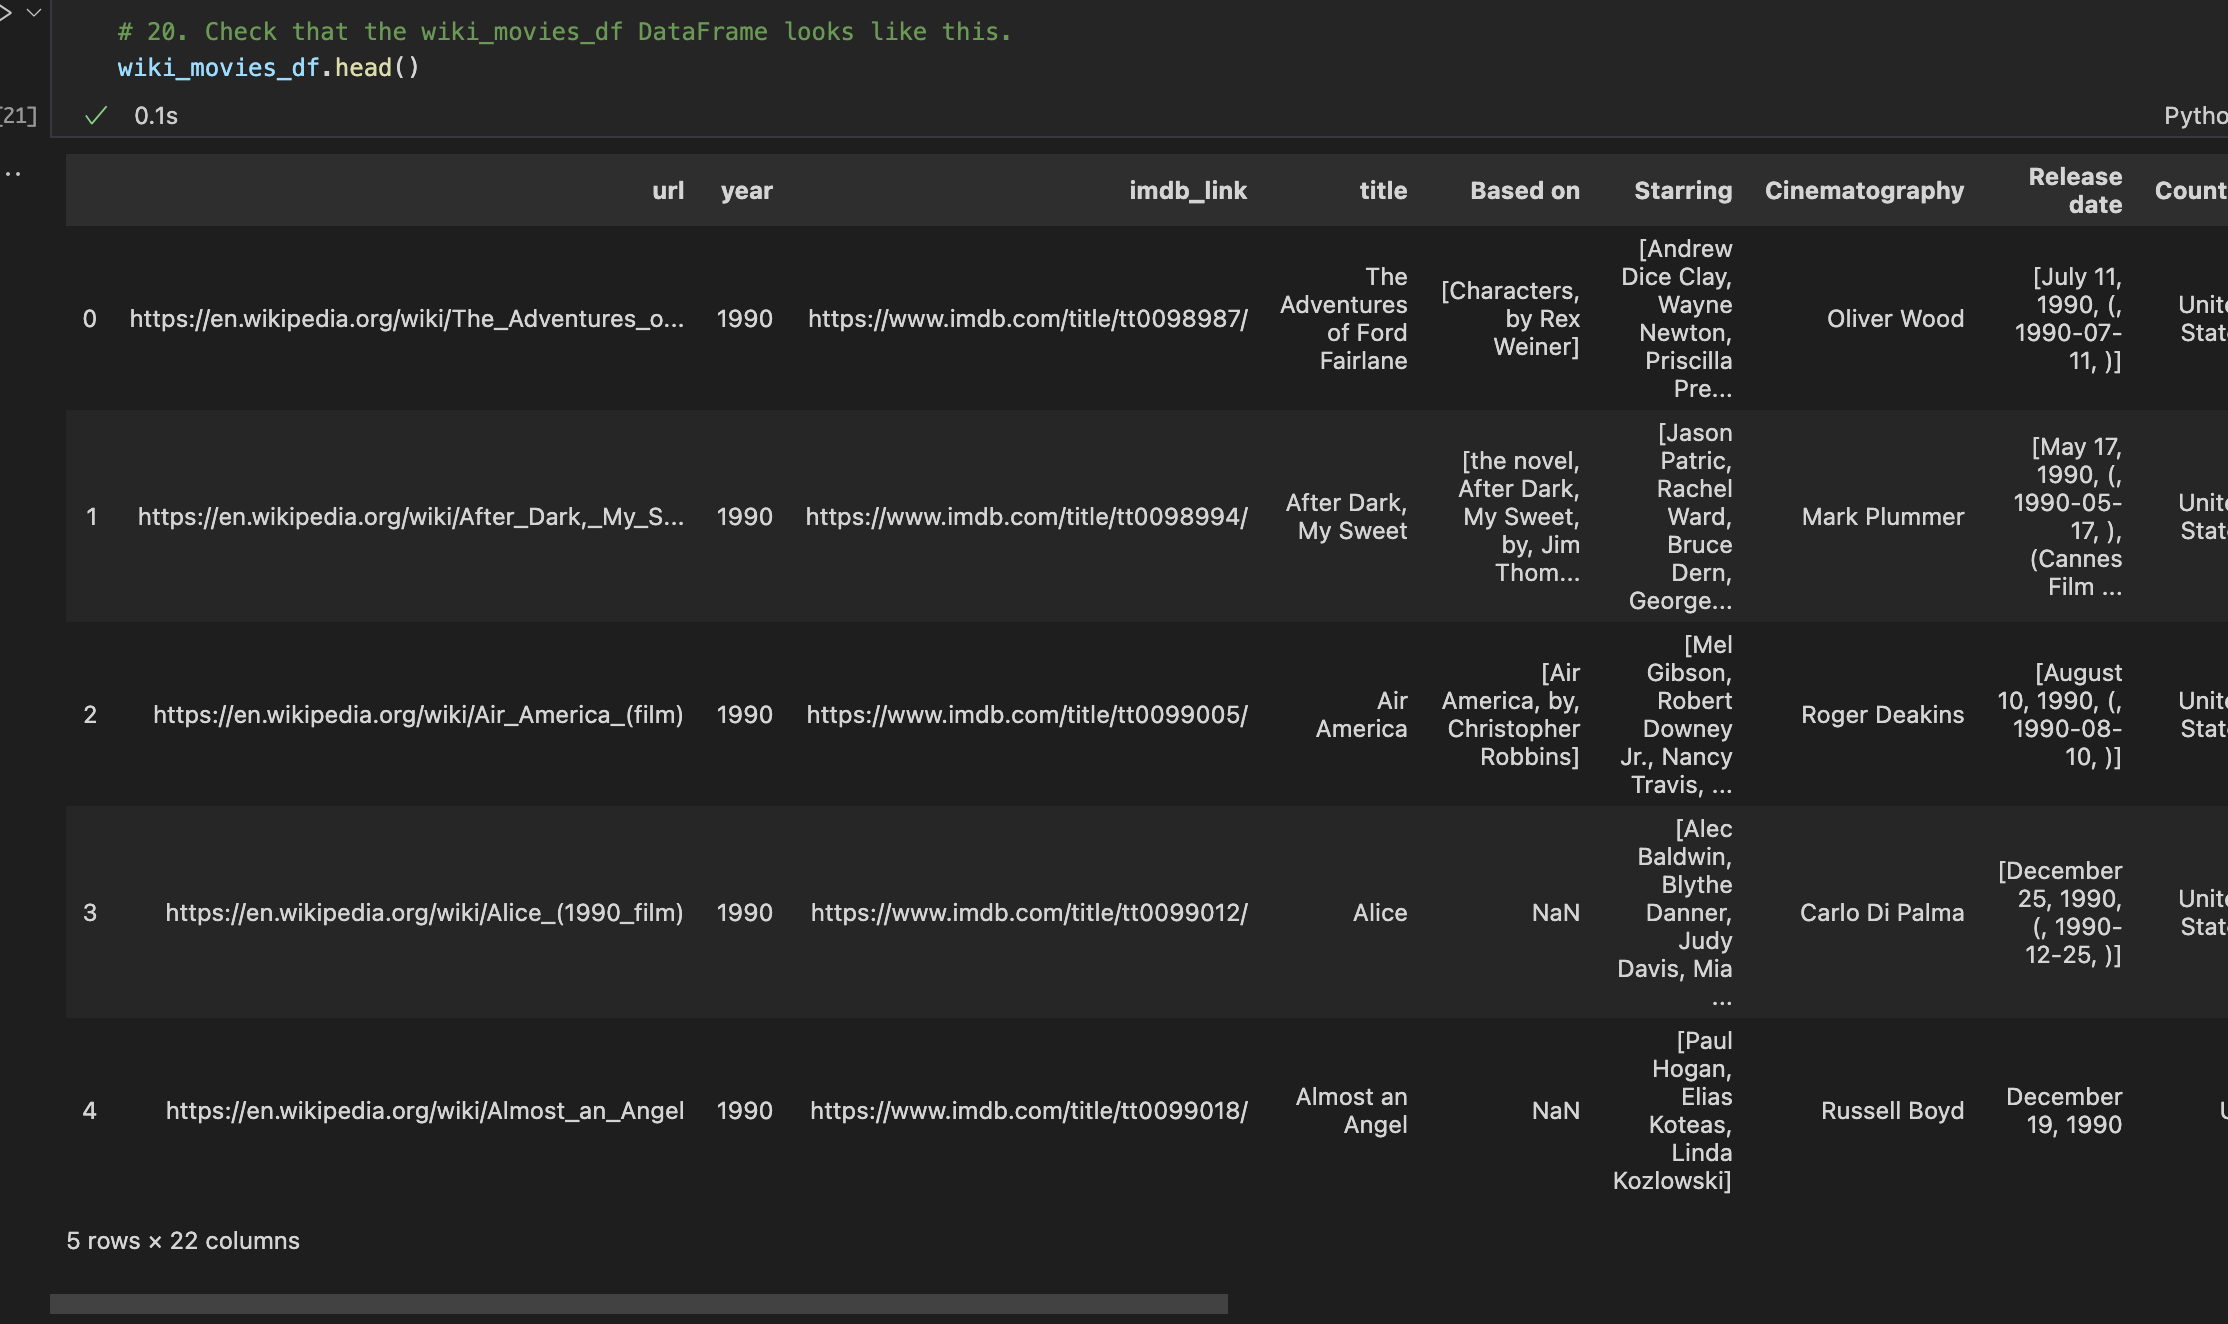 # 20. Check that the wiki_movies_df DataFrame looks like this.
wiki_movies_df.head()
[21]
0.1s
..
url year imdb_link title Based on Starring Cinematography Release date
0 https://en.wikipedia.org/wiki/The_Adventures_o... 1990 https://www.imdb.com/title/tt0098987/ The Adventures of Ford Fairlane [Characters, by Rex Weiner] [Andrew Dice Clay, Wayne Newton, Priscilla Pre... Oliver Wood [July 11, 1990, (, 1990-07-11, )]
1 https://en.wikipedia.org/wiki/After_Dark,_My_S... 1990 https://www.imdb.com/title/tt0098994/ After Dark, My Sweet [the novel, After Dark, My Sweet, by, Jim Thom... [Jason Patric, Rachel Ward, Bruce Dern, George... Mark Plummer [May 17, 1990, (, 1990-05-17, ), (Cannes Film ...
2 https://en.wikipedia.org/wiki/Air_America_(film) 1990 https://www.imdb.com/title/tt0099005/ Air America [Air America, by, Christopher Robbins] [Mel Gibson, Robert Downey Jr., Nancy Travis, ... Roger Deakins [August 10, 1990, (, 1990-08-10, )]
3 https://en.wikipedia.org/wiki/Alice_(1990_film) 1990 https://www.imdb.com/title/tt0099012/ Alice NaN [Alec Baldwin, Blythe Danner, Judy Davis, Mia ... Carlo Di Palma [December 25, 1990, (, 1990-12-25, )]
4 https://en.wikipedia.org/wiki/Almost_an_Angel 1990 https://www.imdb.com/title/tt0099018/ Almost an Angel NaN [Paul Hogan, Elias Koteas, Linda Kozlowski] Russell Boyd December 19, 1990
5 rows × 22 columns